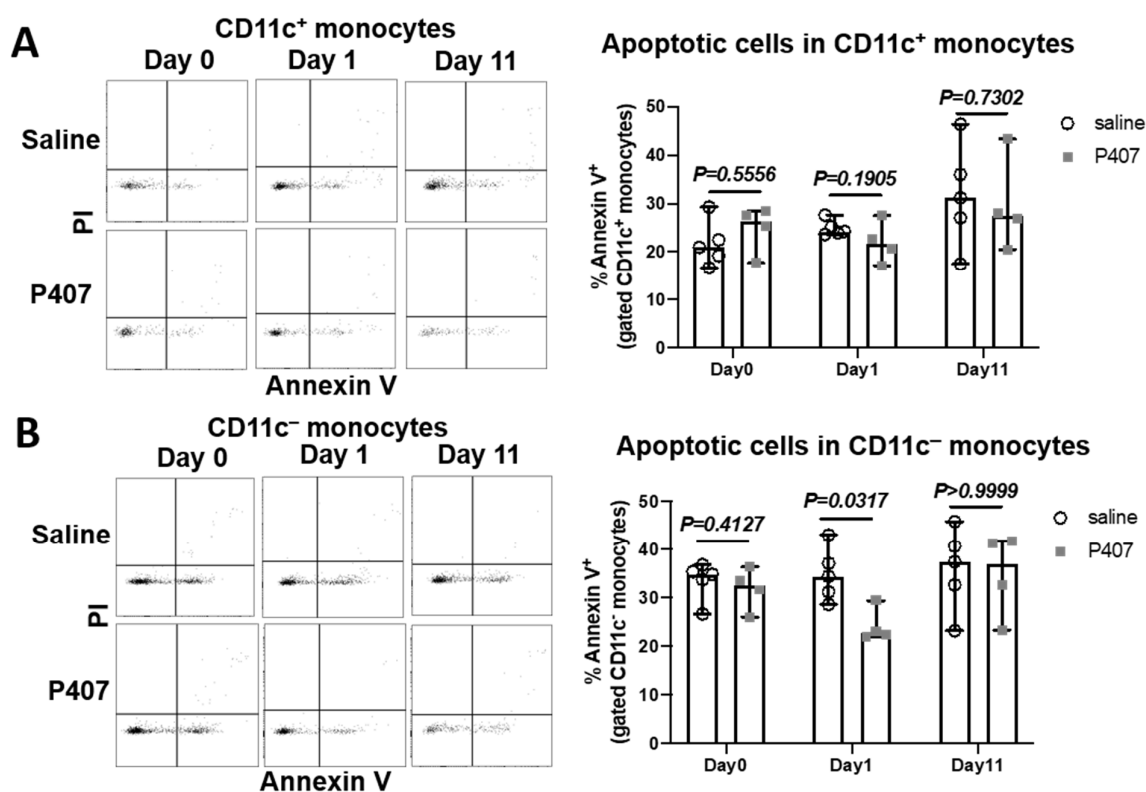 A
CD11c⁺ monocytes
Day 0 Day 1 Day 11
Saline
PI
P407
Annexin V
Apoptotic cells in CD11c⁺ monocytes
% Annexin V⁺
(gated CD11c⁺ monocytes)
50
40
30
20
10
0
P=0.5556
P=0.1905
P=0.7302
saline
P407
Day0 Day1 Day11
B
CD11c⁻ monocytes
Day 0 Day 1 Day 11
Saline
PI
P407
Annexin V
Apoptotic cells in CD11c⁻ monocytes
% Annexin V⁺
(gated CD11c⁻ monocytes)
50
40
30
20
10
0
P=0.4127
P=0.0317
P>0.9999
saline
P407
Day0 Day1 Day11